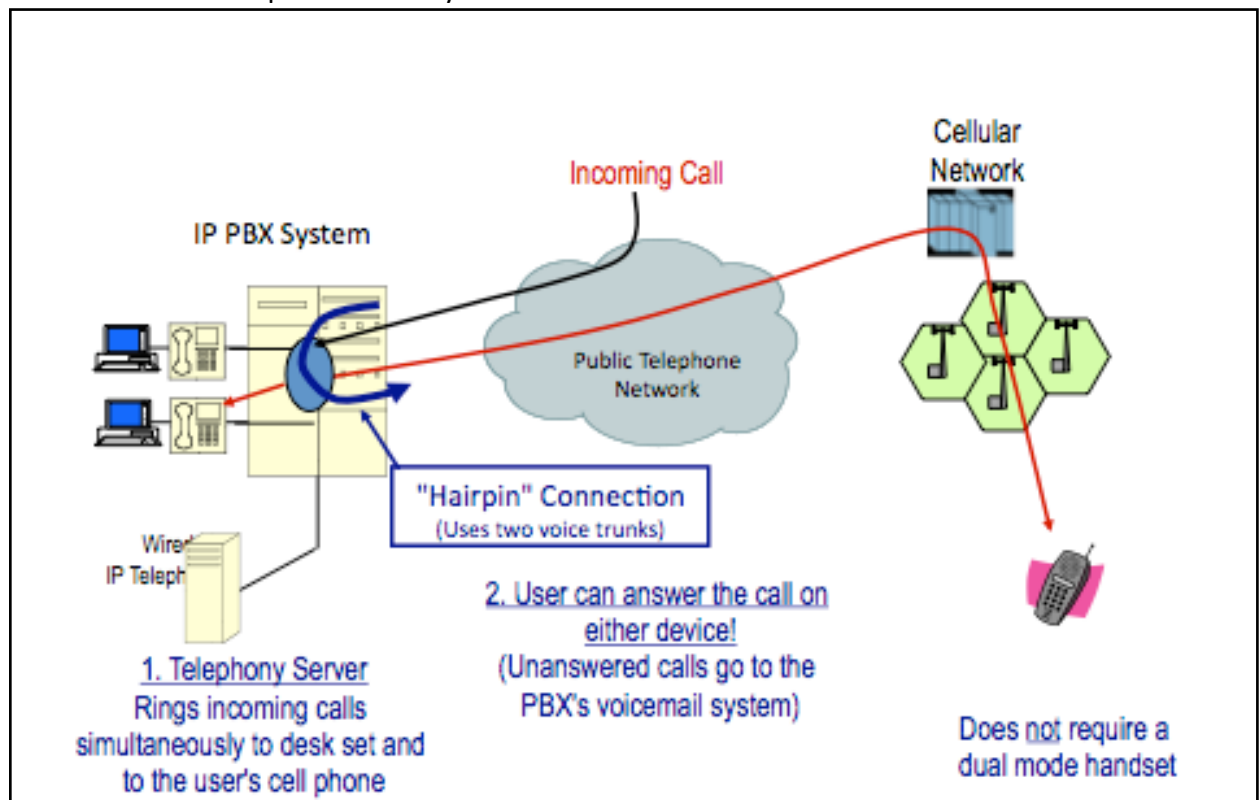 Cellular
Network
Incoming Call
IP PBX System
Public Telephone
Network
"Hairpin" Connection
(Uses two voice trunks)
IP
2. User can answer the call on
either device!
(Unanswered calls go to the
PBX's voicemail system)
1. Telephony Server
Rings incoming calls
simultaneously to desk set and
to the user's cell phone
Does not require a
dual mode handset